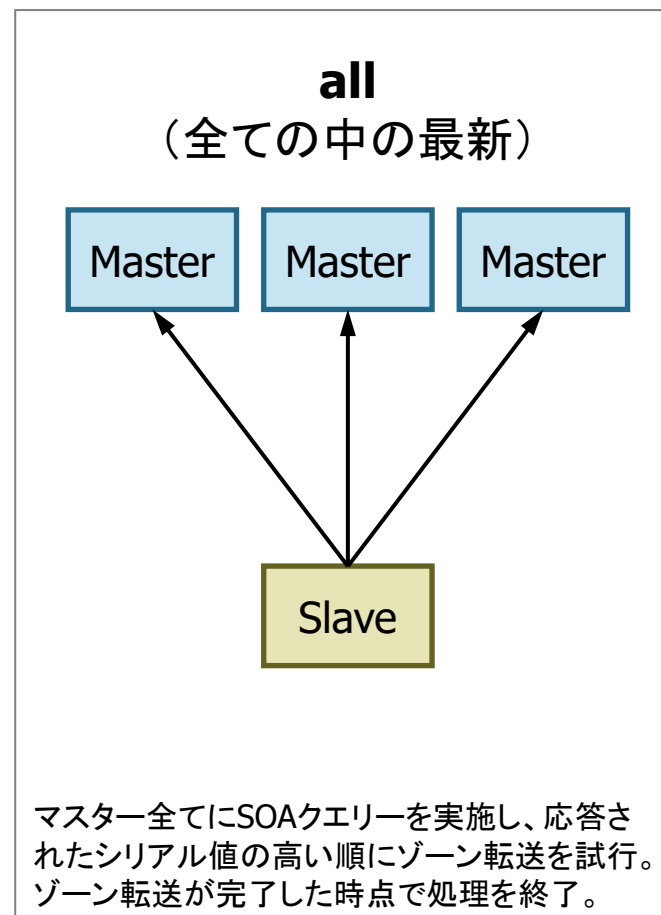 all
（全ての中の最新）
Master Master Master
Slave
マスター全てにSOAクエリーを実施し、応答さ
れたシリアル値の高い順にゾーン転送を試行。
ゾーン転送が完了した時点で処理を終了。